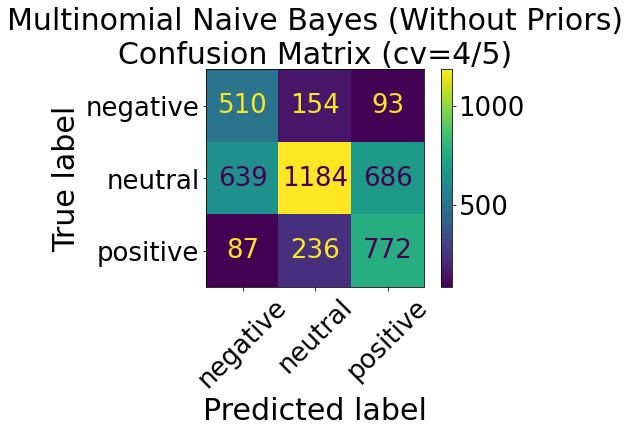 Multinomial Naive Bayes (Without Priors)
Confusion Matrix (cv=4/5)
True label
negative 510 154 93
neutral 639 1184 686
positive 87 236 772
1000
500
negative neutral positive
Predicted label